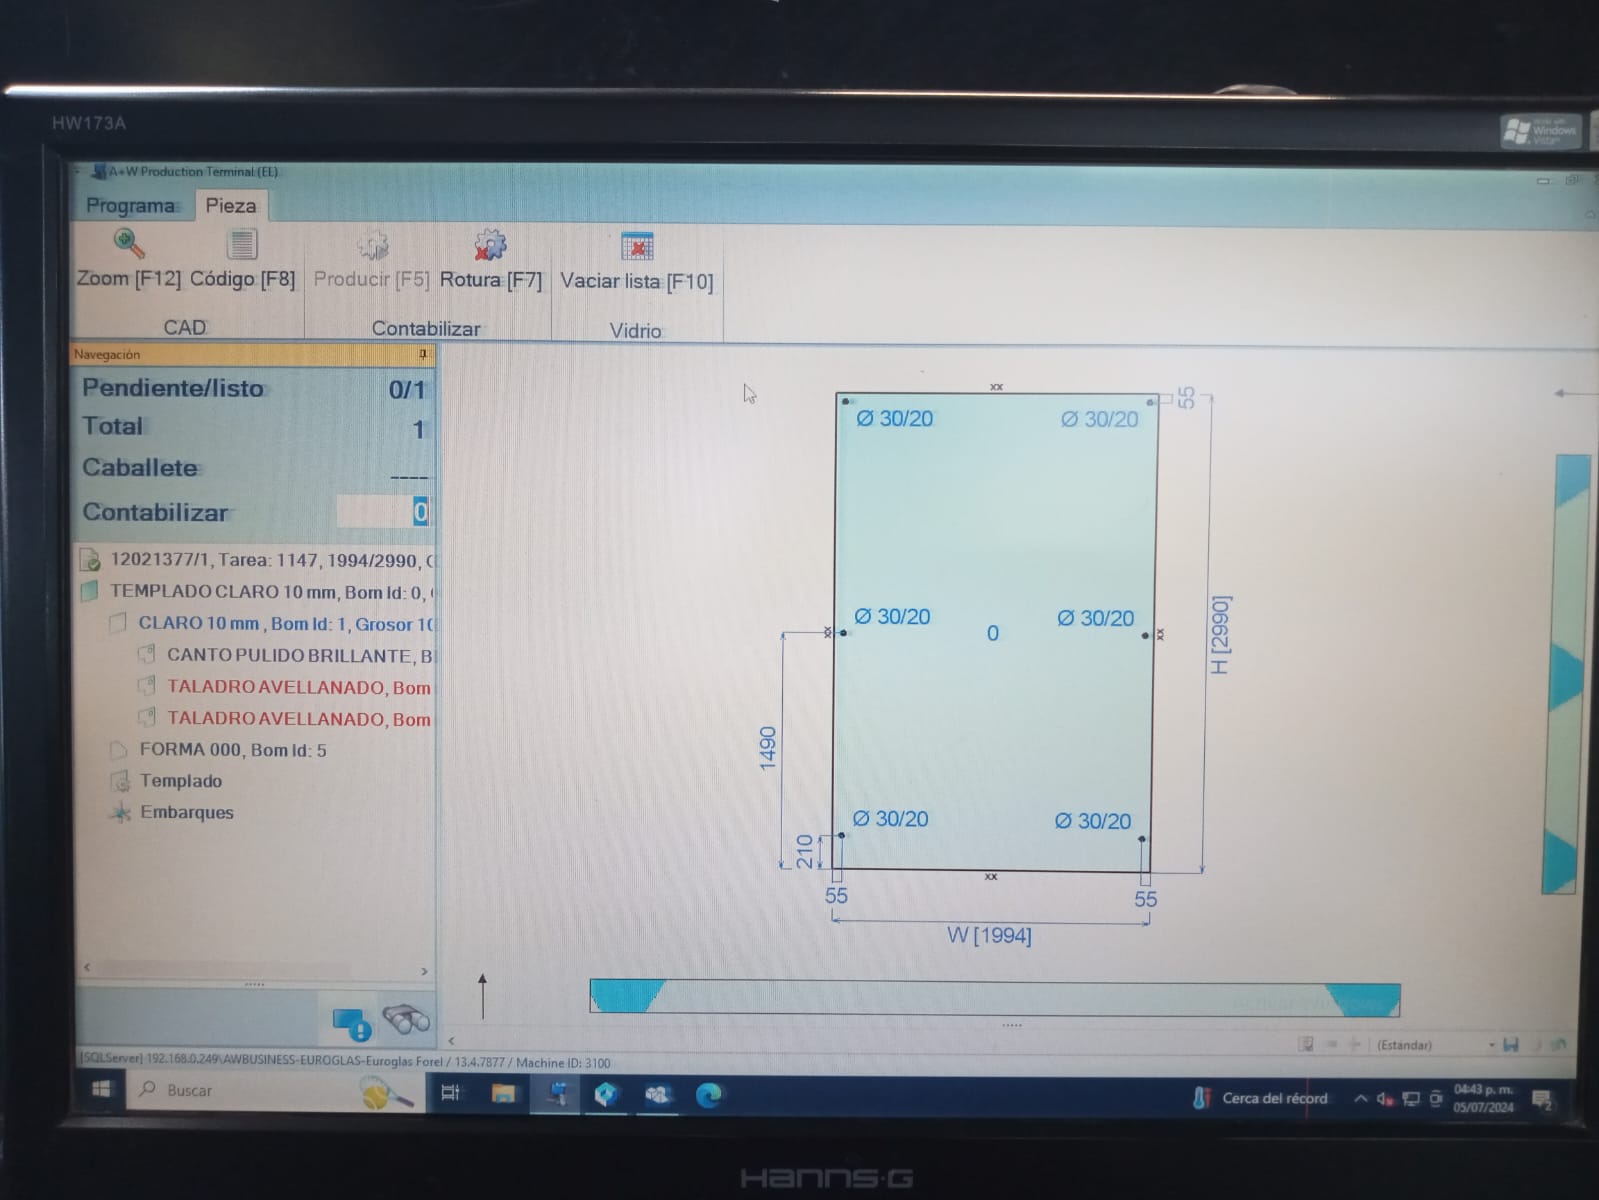 HW173A
Windows Vista
A+W Production Terminal (EL)
Programa Pieza
Zoom [F12] Código [F8] Producir [F5] Rotura [F7] Vaciar lista [F10]
CAD Contabilizar Vidrio
Navegación
Pendiente/listo 0/1
Total 1
Caballete ----
Contabilizar 0
12021377/1, Tarea: 1147, 1994/2990, C
TEMPLADO CLARO 10 mm, Bom Id: 0,
CLARO 10 mm , Bom Id: 1, Grosor 10
CANTO PULIDO BRILLANTE, B
TALADRO AVELLANADO, Bom
TALADRO AVELLANADO, Bom
FORMA 000, Bom Id: 5
Templado
Embarques
xx
55
Ø 30/20 Ø 30/20
Ø 30/20 Ø 30/20
xx 0 xx
H [2990]
1490
Ø 30/20 Ø 30/20
210
xx
55 55
W [1994]
(Estándar)
[SQLServer] 192.168.0.249\AWBUSINESS-EUROGLAS-Euroglas Forel / 13.4.7877 / Machine ID: 3100
Buscar
Cerca del récord
04:43 p. m.
05/07/2024
2
HANNS·G